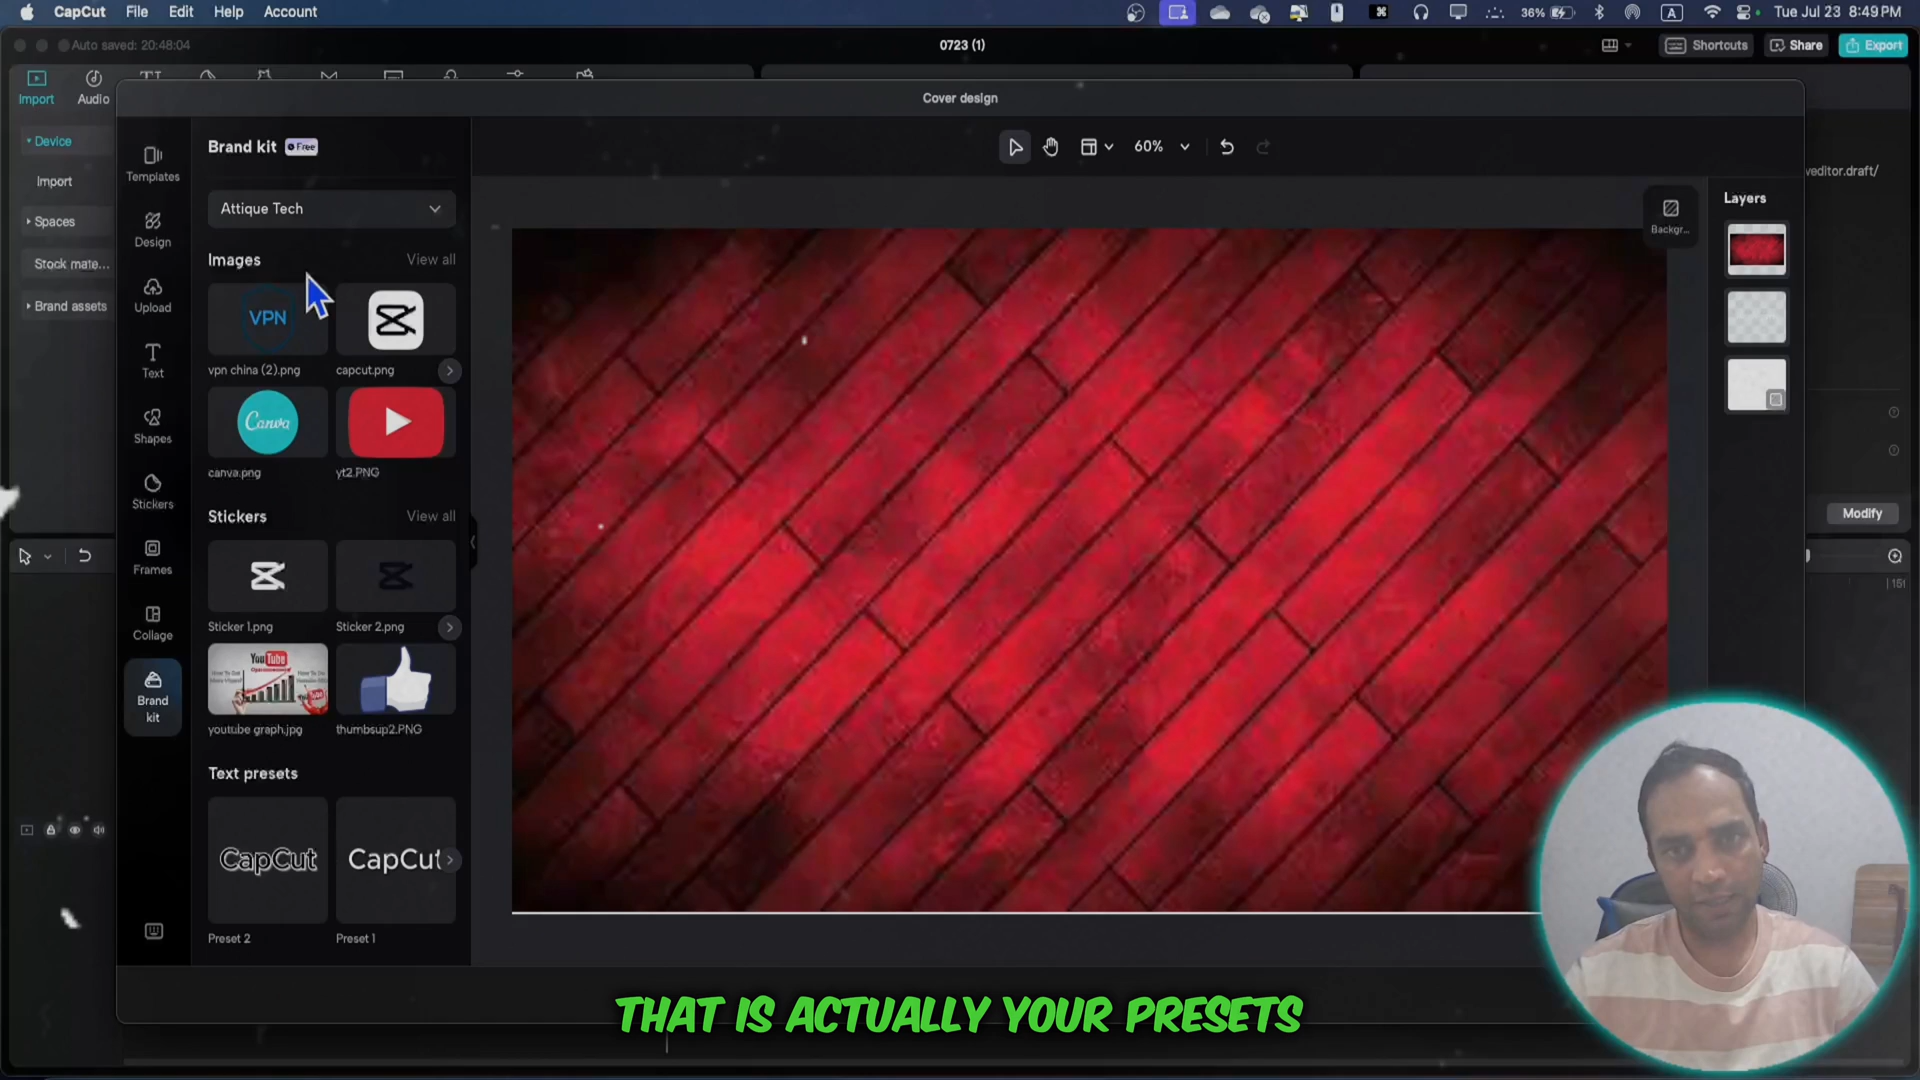 CapCut File Edit Help Account
36% A Tue Jul 23 8:49 PM
Auto saved: 20:48:04
0723 (1)
Shortcuts Share Export
Import Audio
Cover design
Device
Import
Spaces
Stock mate...
Brand assets
Templates
Design
Upload
Text
Shapes
Stickers
Frames
Collage
Brand
kit
Brand kit Free
Attique Tech
Images View all
VPN
vpn china (2).png capcut.png
Canva
canva.png yt2.PNG
Stickers View all
Sticker 1.png Sticker 2.png
YouTube
youtube graph.jpg thumbsup2.PNG
Text presets
CapCut CapCut
Preset 2 Preset 1
60%
Backgr...
Layers
veditor.draft/
Modify
THAT IS ACTUALLY YOUR PRESETS